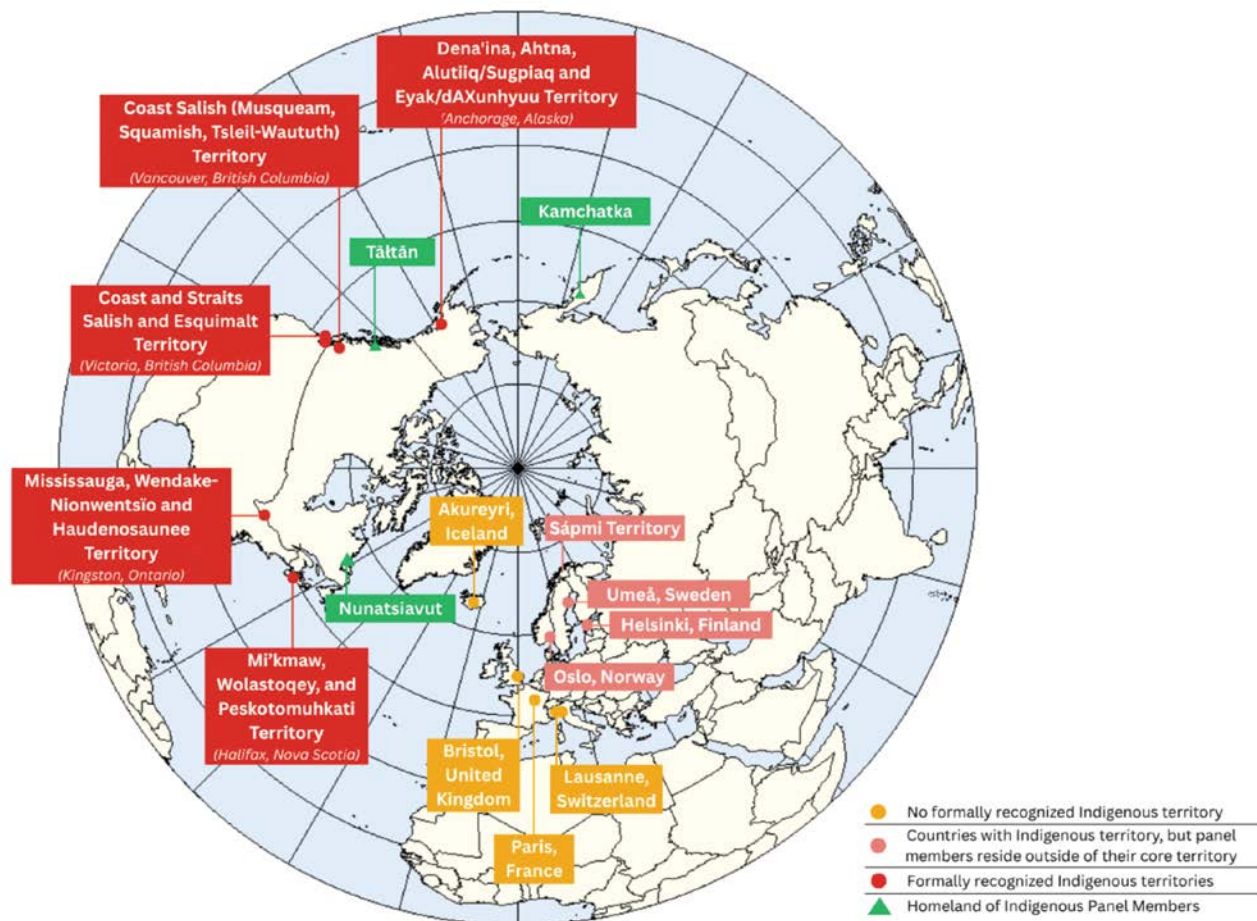 Dena'ina, Ahtna,
Alutiiq/Sugpiaq and
Eyak/dAXunhyuu Territory
(Anchorage, Alaska)
Coast Salish (Musqueam,
Squamish, Tsleil-Waututh)
Territory
(Vancouver, British Columbia)
Kamchatka
Tāłtān
Coast and Straits
Salish and Esquimalt
Territory
(Victoria, British Columbia)
Mississauga, Wendake-
Nionwentsïo and
Haudenosaunee
Territory
(Kingston, Ontario)
Akureyri,
Iceland
Sápmi Territory
Umeå, Sweden
Helsinki, Finland
Nunatsiavut
Oslo, Norway
Mi’kmaw,
Wolastoqey, and
Peskotomuhkati
Territory
(Halifax, Nova Scotia)
Bristol,
United
Kingdom
Lausanne,
Switzerland
Paris,
France
No formally recognized Indigenous territory
Countries with Indigenous territory, but panel
members reside outside of their core territory
Formally recognized Indigenous territories
Homeland of Indigenous Panel Members